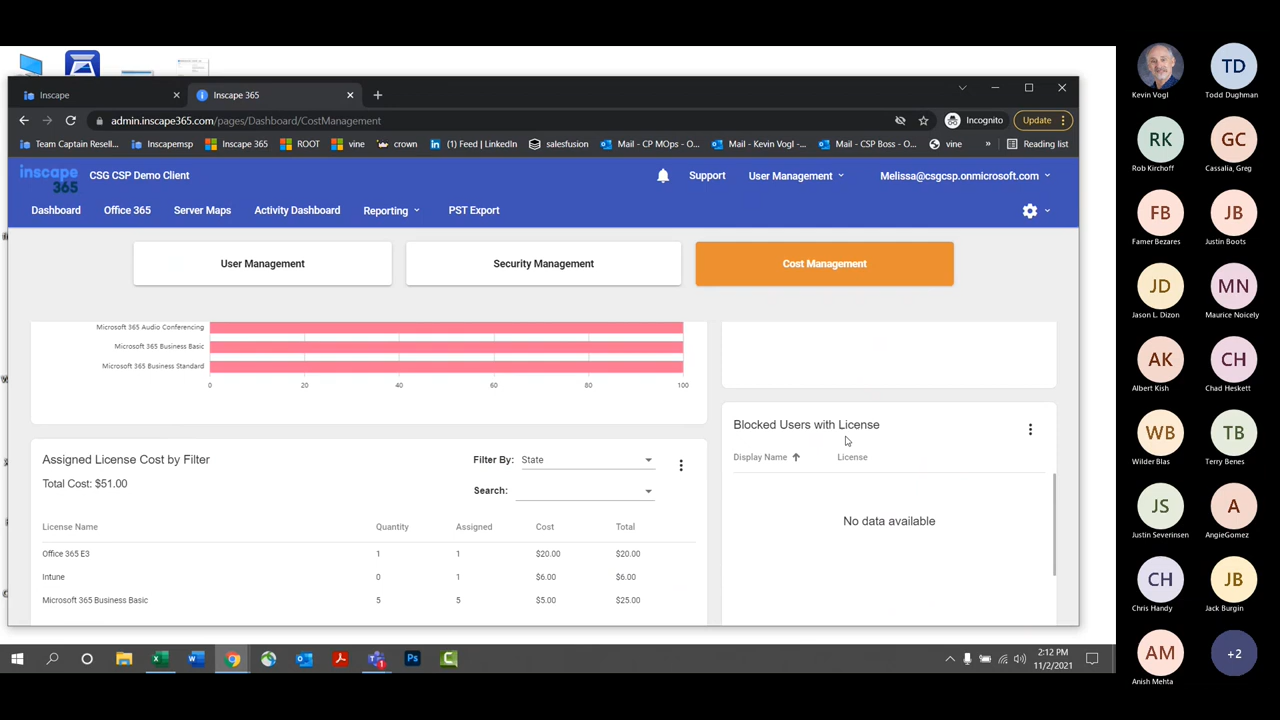 Inscape
Inscape 365
admin.inscape365.com/pages/Dashboard/CostManagement
Incognito
Update
Team Captain Resell...
Inscapemsp
Inscape 365
ROOT
vine
crown
(1) Feed | LinkedIn
salesfusion
Mail - CP MOps - O...
Mail - Kevin Vogl -...
Mail - CSP Boss - O...
vine
»
Reading list
inscape
365
CSG CSP Demo Client
Support
User Management
Melissa@csgcsp.onmicrosoft.com
Dashboard
Office 365
Server Maps
Activity Dashboard
Reporting
PST Export
User Management
Security Management
Cost Management
Microsoft 365 Audio Conferencing
Microsoft 365 Business Basic
Microsoft 365 Business Standard
0 20 40 60 80 100
Assigned License Cost by Filter
Total Cost: $51.00
Filter By: State
Search:
License Name Quantity Assigned Cost Total
Office 365 E3 1 1 $20.00 $20.00
Intune 0 1 $6.00 $6.00
Microsoft 365 Business Basic 5 5 $5.00 $25.00
Blocked Users with License
Display Name License
No data available
2:12 PM
11/2/2021
Kevin Vogl
TD
Todd Dughman
RK
Rob Kirchoff
GC
Cassalia, Greg
FB
Famer Bezares
JB
Justin Boots
JD
Jason L. Dizon
MN
Maurice Noicely
AK
Albert Kish
CH
Chad Heskett
WB
Wilder Blas
TB
Terry Benes
JS
Justin Severinsen
A
AngieGomez
CH
Chris Handy
JB
Jack Burgin
AM
Anish Mehta
+2